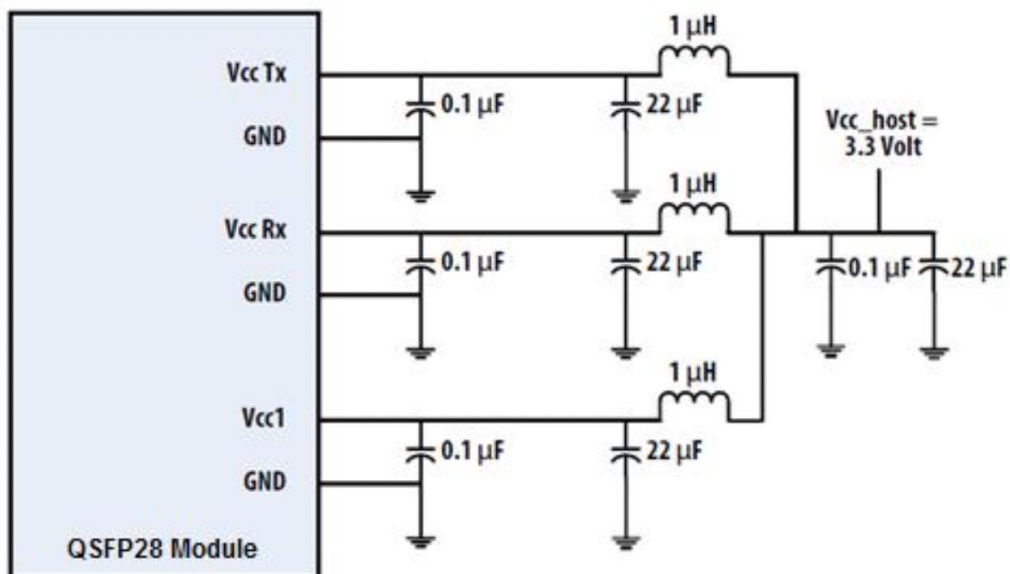 1 µH
Vcc Tx
0.1 µF
22 µF
GND
Vcc_host =
3.3 Volt
1 µH
Vcc Rx
0.1 µF
22 µF
0.1 µF
22 µF
GND
1 µH
Vcc1
0.1 µF
22 µF
GND
QSFP28 Module